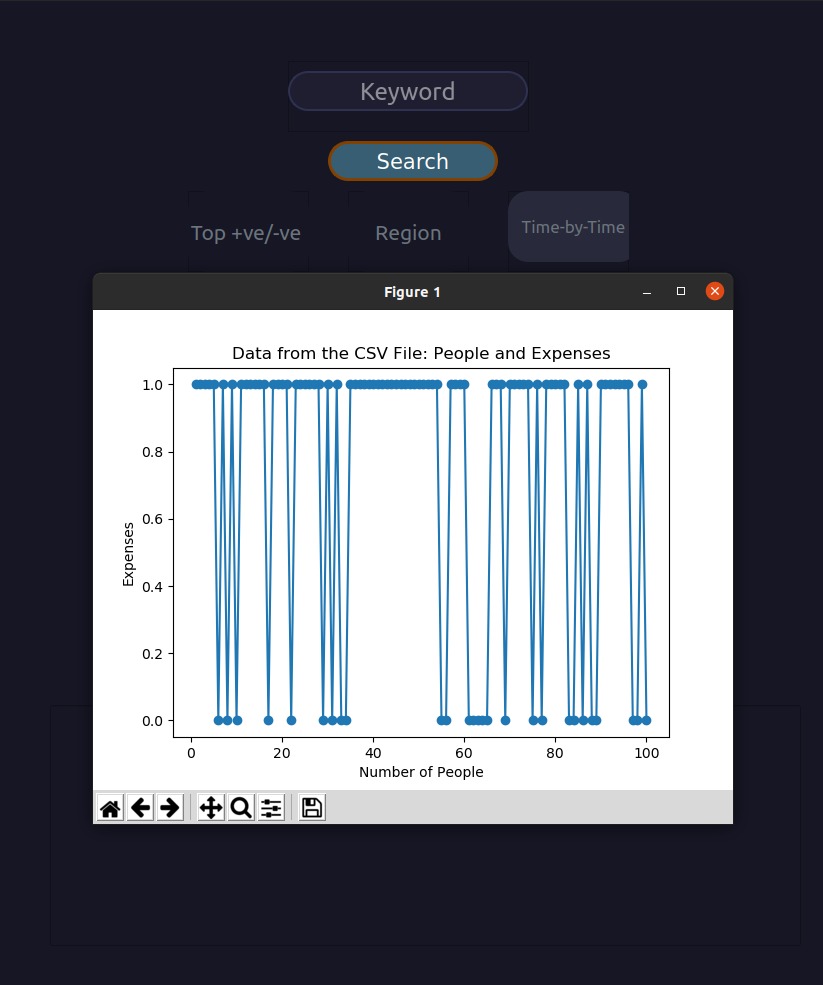 Keyword
Search
Top +ve/-ve
Region
Time-by-Time
Figure 1
Data from the CSV File: People and Expenses
1.0
0.8
0.6
0.4
0.2
0.0
Expenses
0 20 40 60 80 100
Number of People